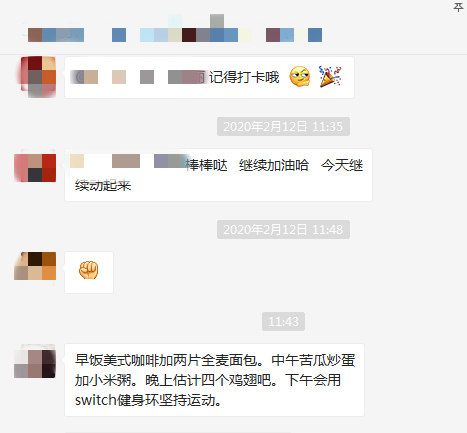 记得打卡哦
2020年2月12日 11:35
棒棒哒 继续加油哈 今天继
续动起来
2020年2月12日 11:48
11:43
早饭美式咖啡加两片全麦面包。中午苦瓜炒蛋
加小米粥。晚上估计四个鸡翅吧。下午会用
switch健身环坚持运动。